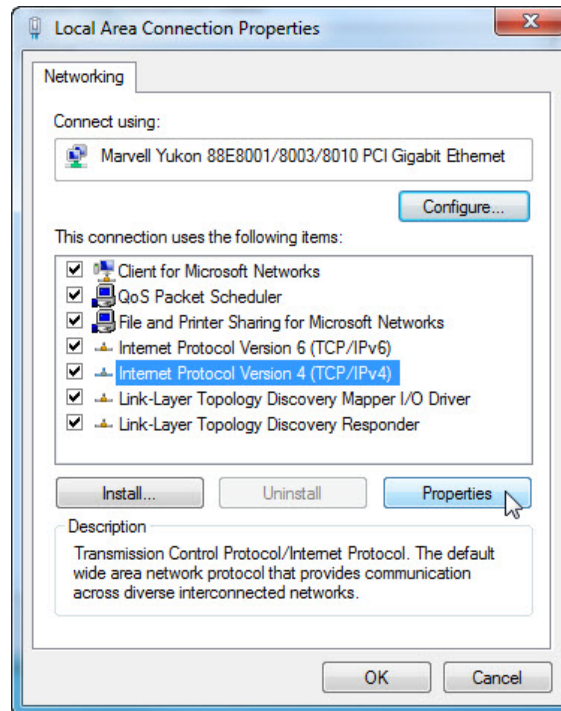 Local Area Connection Properties
Networking
Connect using:
Marvell Yukon 88E8001/8003/8010 PCI Gigabit Ethernet
Configure...
This connection uses the following items:
Client for Microsoft Networks
QoS Packet Scheduler
File and Printer Sharing for Microsoft Networks
Internet Protocol Version 6 (TCP/IPv6)
Internet Protocol Version 4 (TCP/IPv4)
Link-Layer Topology Discovery Mapper I/O Driver
Link-Layer Topology Discovery Responder
Install... Uninstall Properties
Description
Transmission Control Protocol/Internet Protocol. The default
wide area network protocol that provides communication
across diverse interconnected networks.
OK Cancel